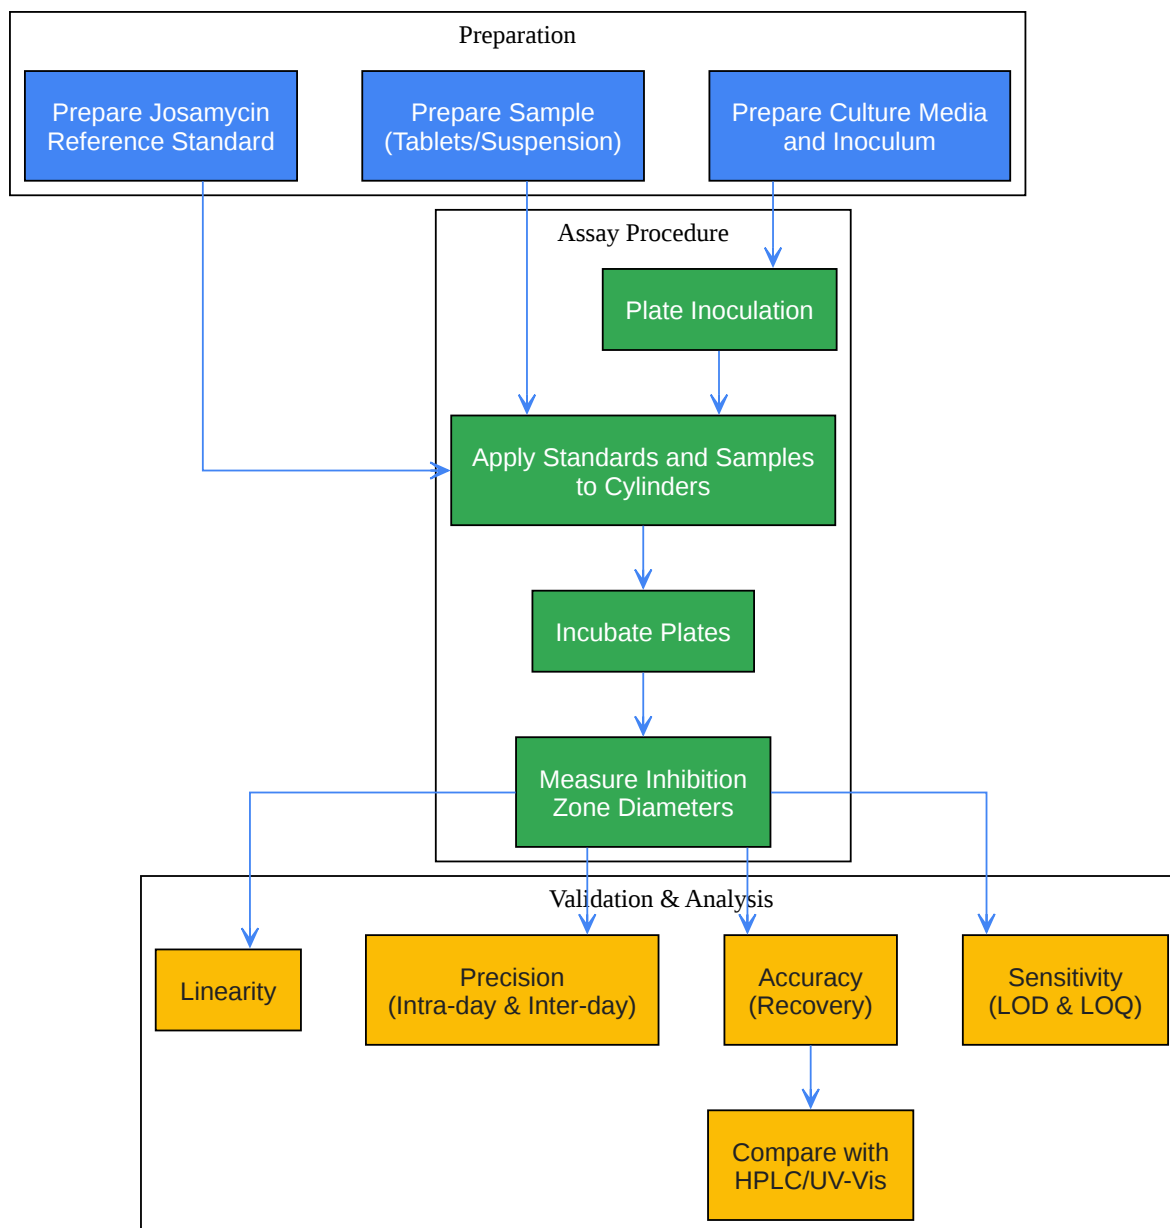 Preparation
Prepare Josamycin
Reference Standard
Prepare Sample
(Tablets/Suspension)
Prepare Culture Media
and Inoculum
Assay Procedure
Plate Inoculation
Apply Standards and Samples
to Cylinders
Incubate Plates
Measure Inhibition
Zone Diameters
Validation & Analysis
Linearity
Precision
(Intra-day & Inter-day)
Accuracy
(Recovery)
Sensitivity
(LOD & LOQ)
Compare with
HPLC/UV-Vis